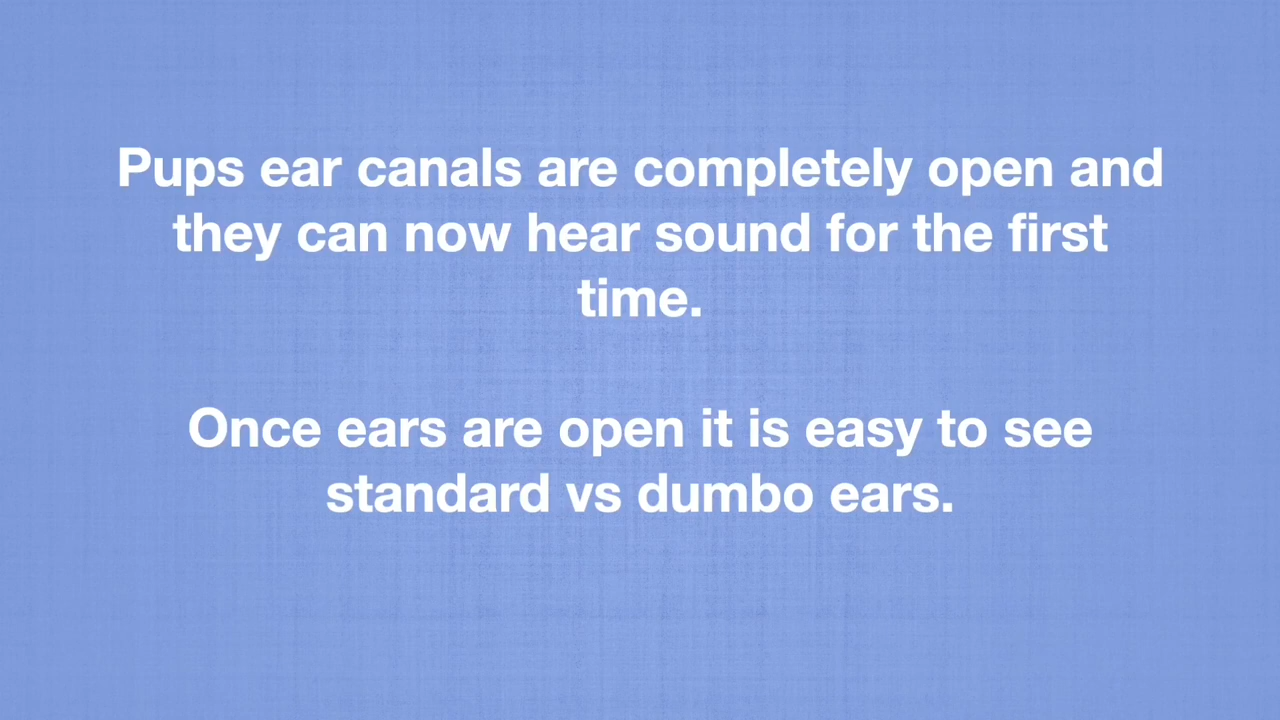 Pups ear canals are completely open and
they can now hear sound for the first
time.
Once ears are open it is easy to see
standard vs dumbo ears.